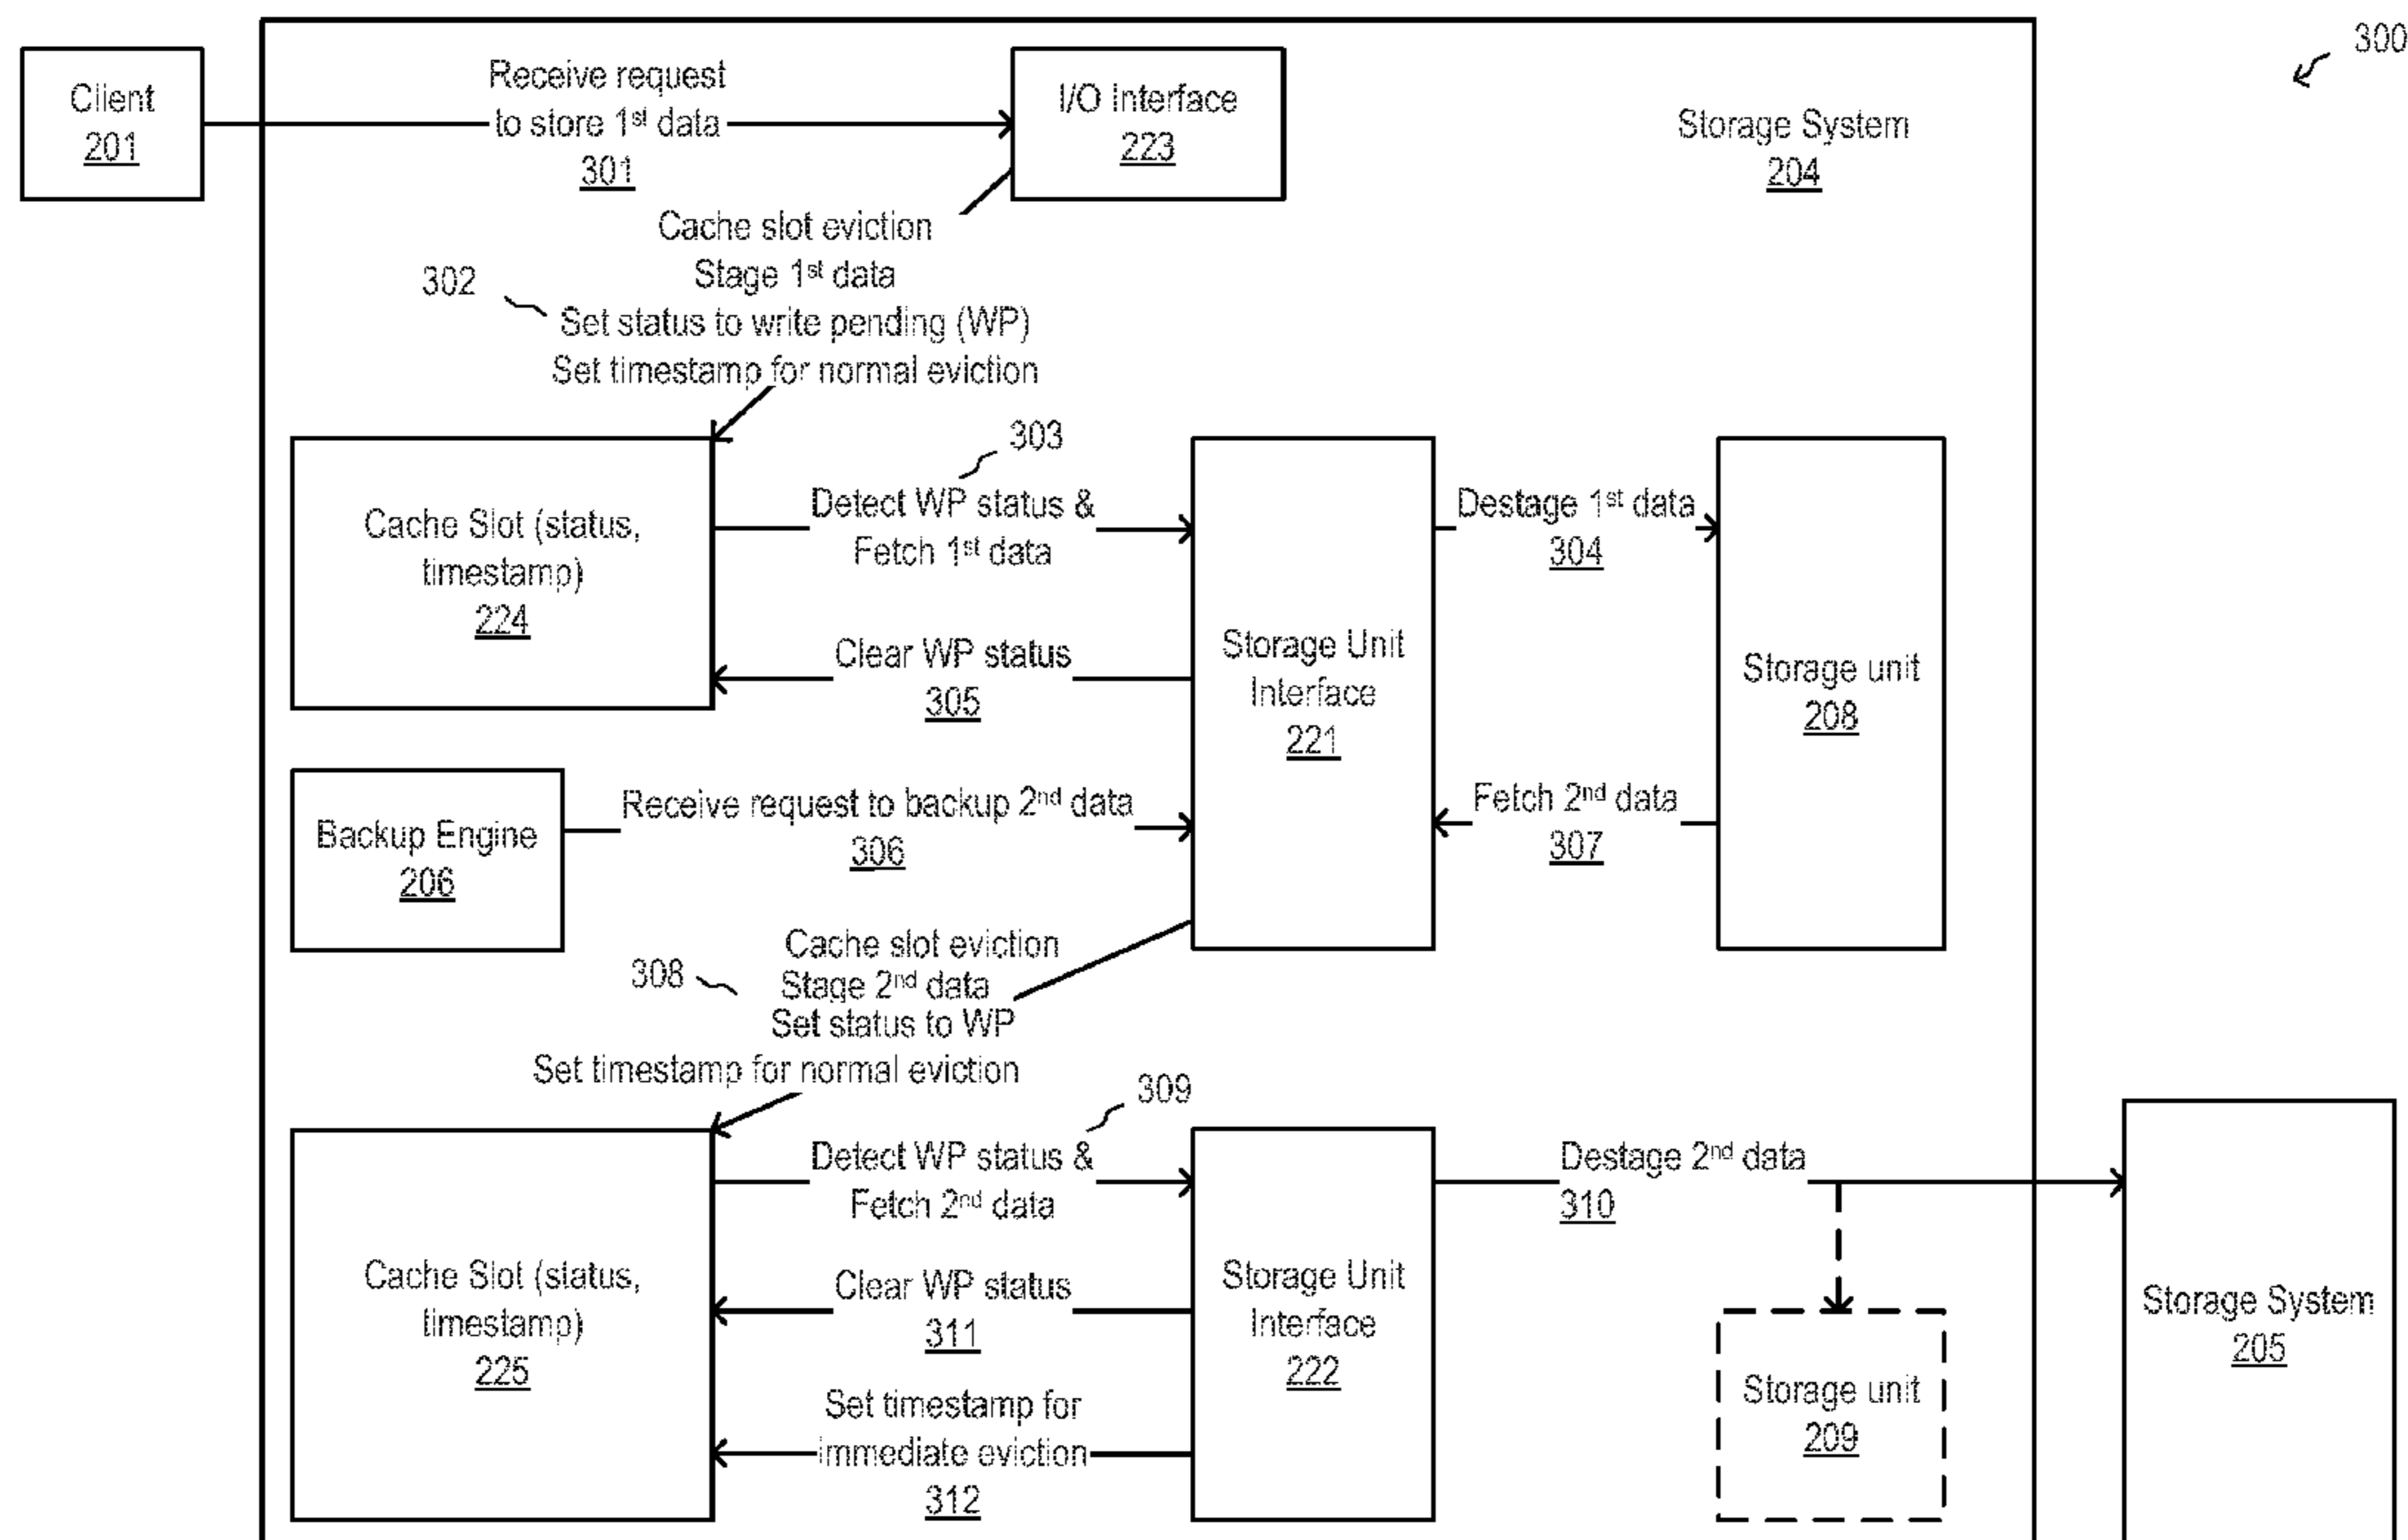 300
Client
201
Receive request
to store 1st data
301
I/O Interface
223
Storage System
204
Cache slot eviction
Stage 1st data
302
Set status to write pending (WP)
Set timestamp for normal eviction
303
Cache Slot (status,
timestamp)
224
Detect WP status &
Fetch 1st data
Clear WP status
305
Storage Unit
Interface
221
Destage 1st data
304
Storage unit
208
Backup Engine
206
Receive request to backup 2nd data
306
Fetch 2nd data
307
Cache slot eviction
308
Stage 2nd data
Set status to WP
Set timestamp for normal eviction
309
Cache Slot (status,
timestamp)
225
Detect WP status &
Fetch 2nd data
Clear WP status
311
Set timestamp for
immediate eviction
312
Storage Unit
Interface
222
Destage 2nd data
310
Storage unit
209
Storage System
205